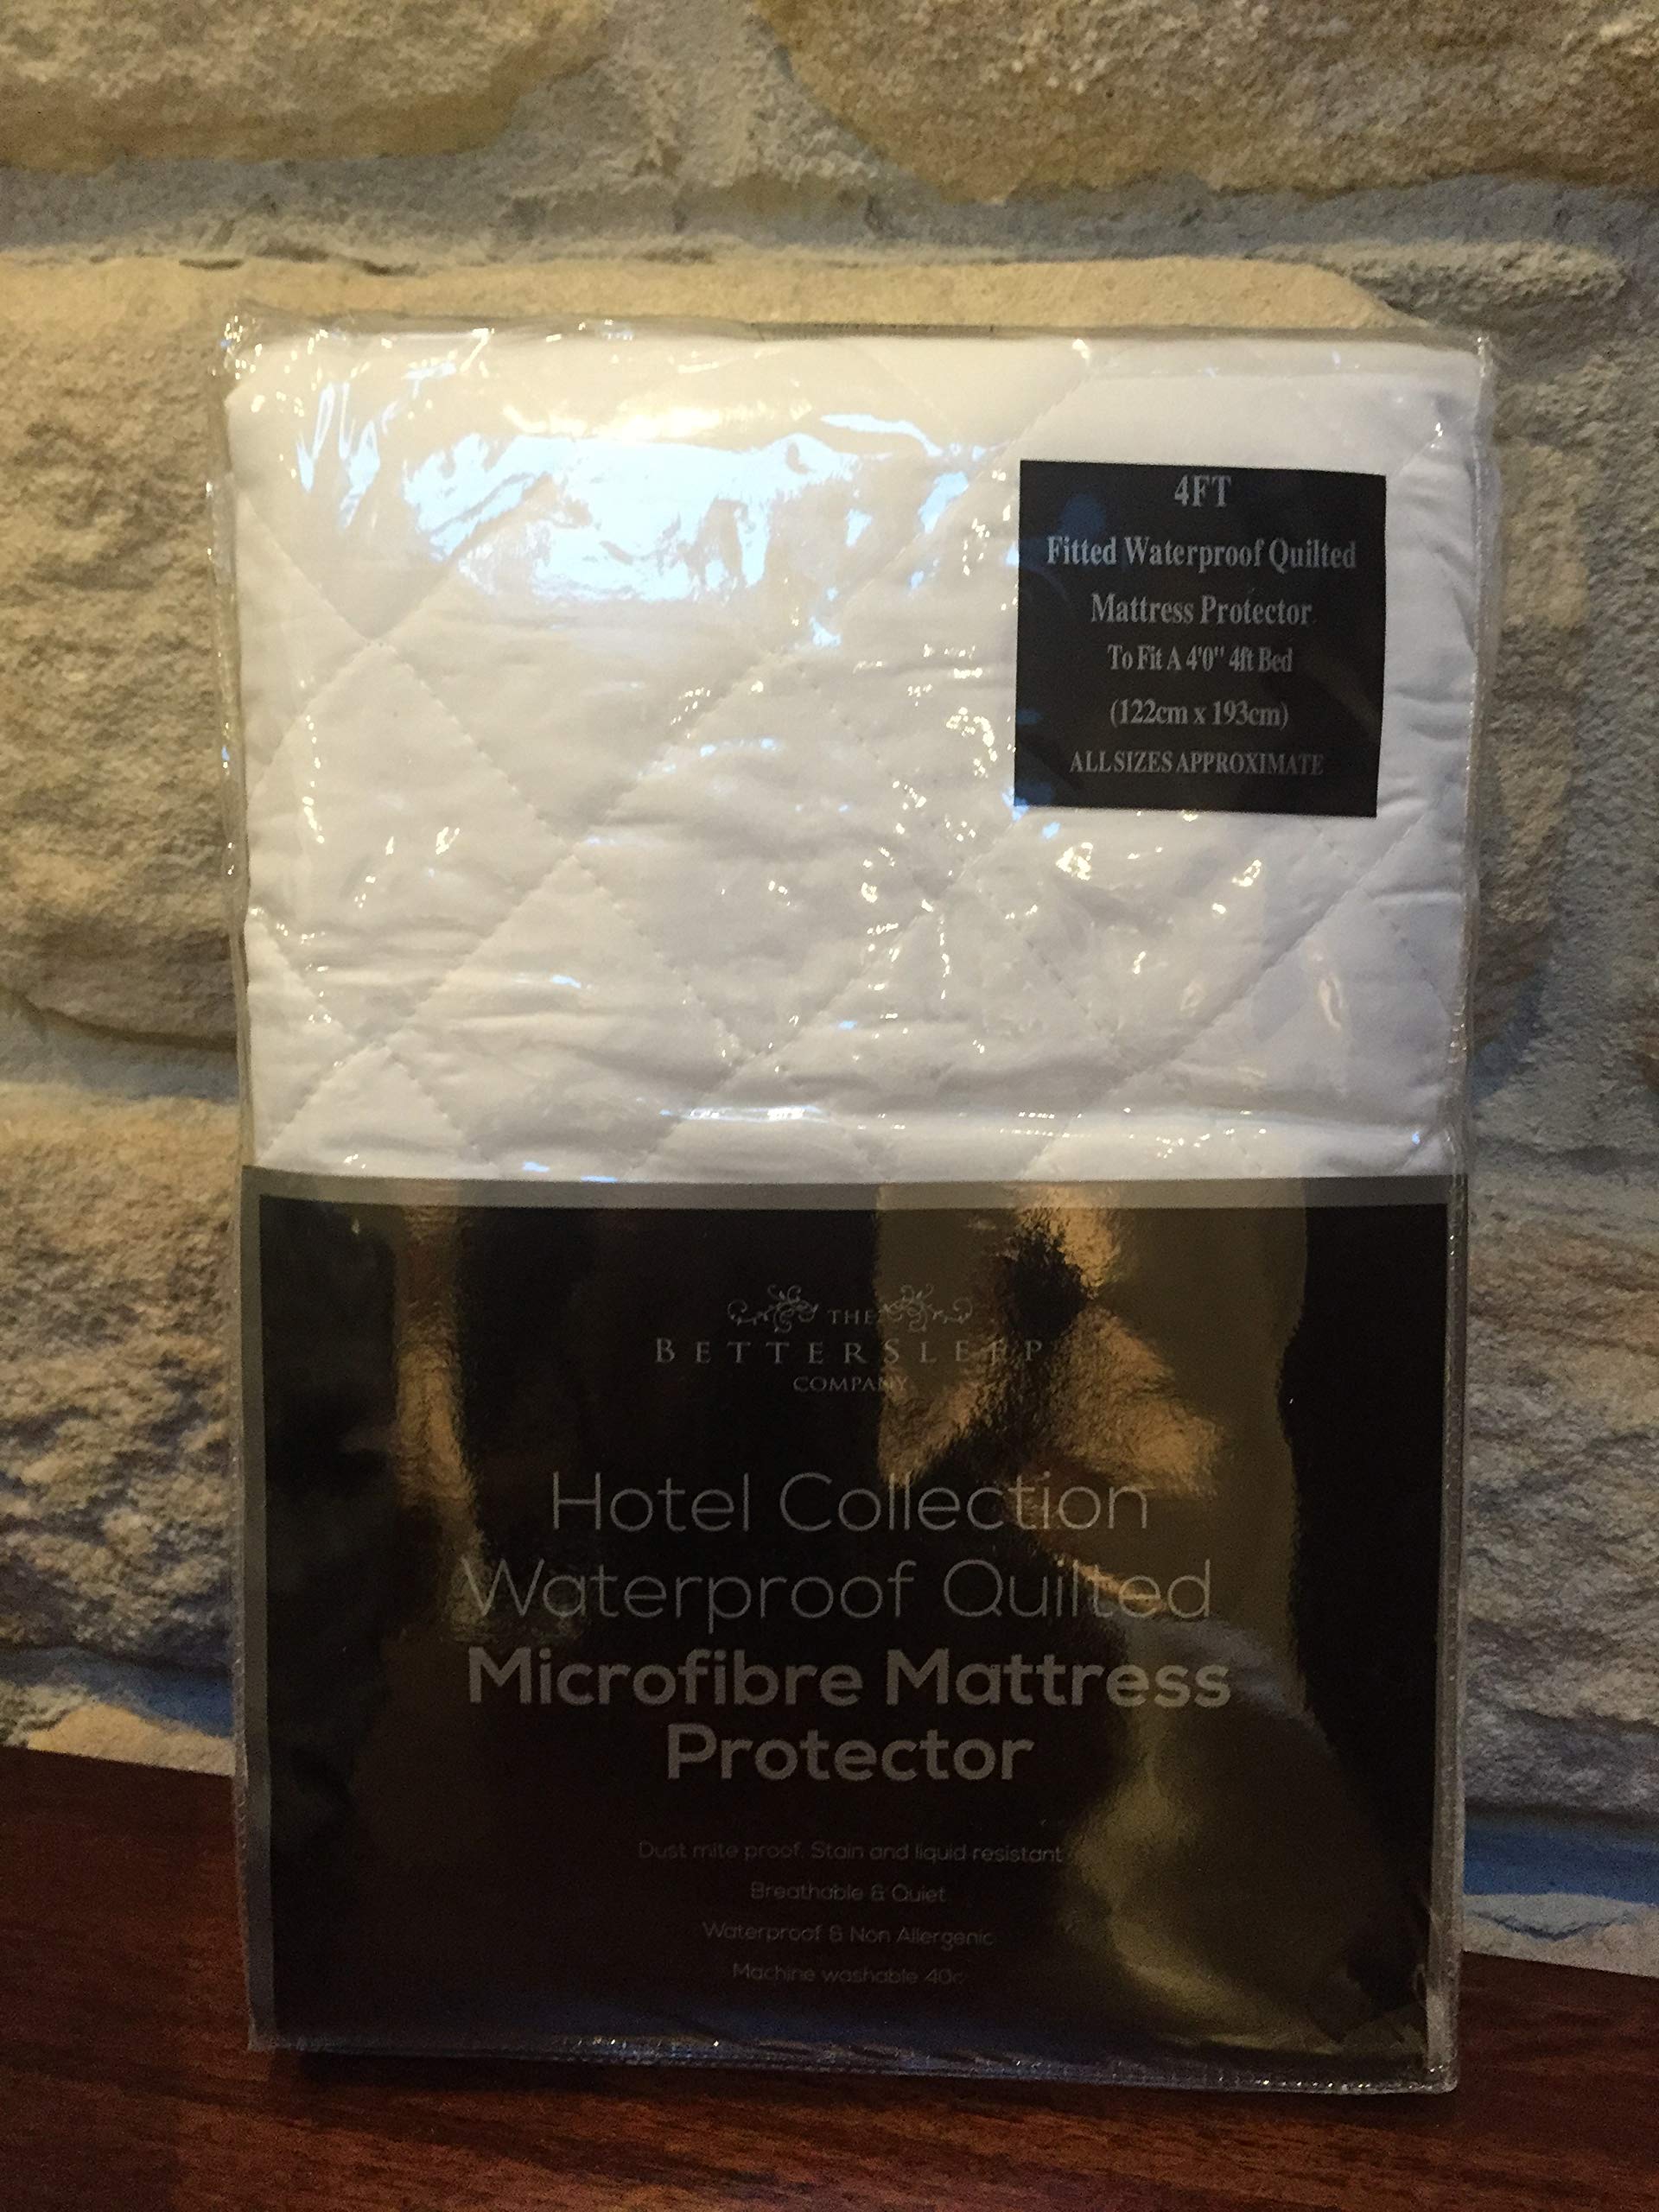 4FT
Fitted Waterproof Quilted
Mattress Protector
To Fit A 4'0" 4ft Bed
(122cm x 193cm)
ALL SIZES APPROXIMATE
THE
BETTERSLEEP
COMPANY
Hotel Collection
Waterproof Quilted
Microfibre Mattress
Protector
Dust mite proof. Stain and liquid resistant
Breathable & Quiet
Waterproof & Non Allergenic
Machine washable 40c